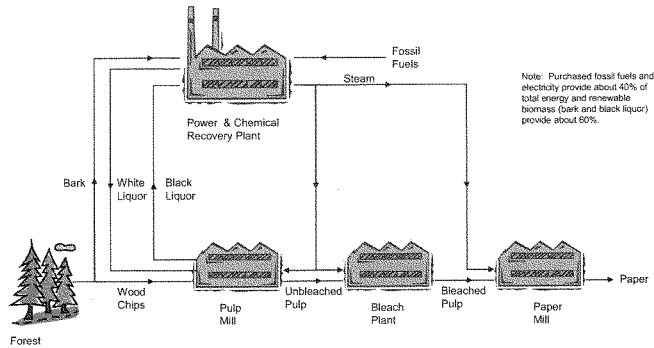 Fossil
Fuels
Steam
Note: Purchased fossil fuels and
electricity provide about 40% of
total energy and renewable
biomass (bark and black liquor)
provide about 60%.
Power & Chemical
Recovery Plant
Bark
White
Liquor
Black
Liquor
Wood
Chips
Pulp
Mill
Unbleached
Pulp
Bleach
Plant
Bleached
Pulp
Paper
Mill
Paper
Forest